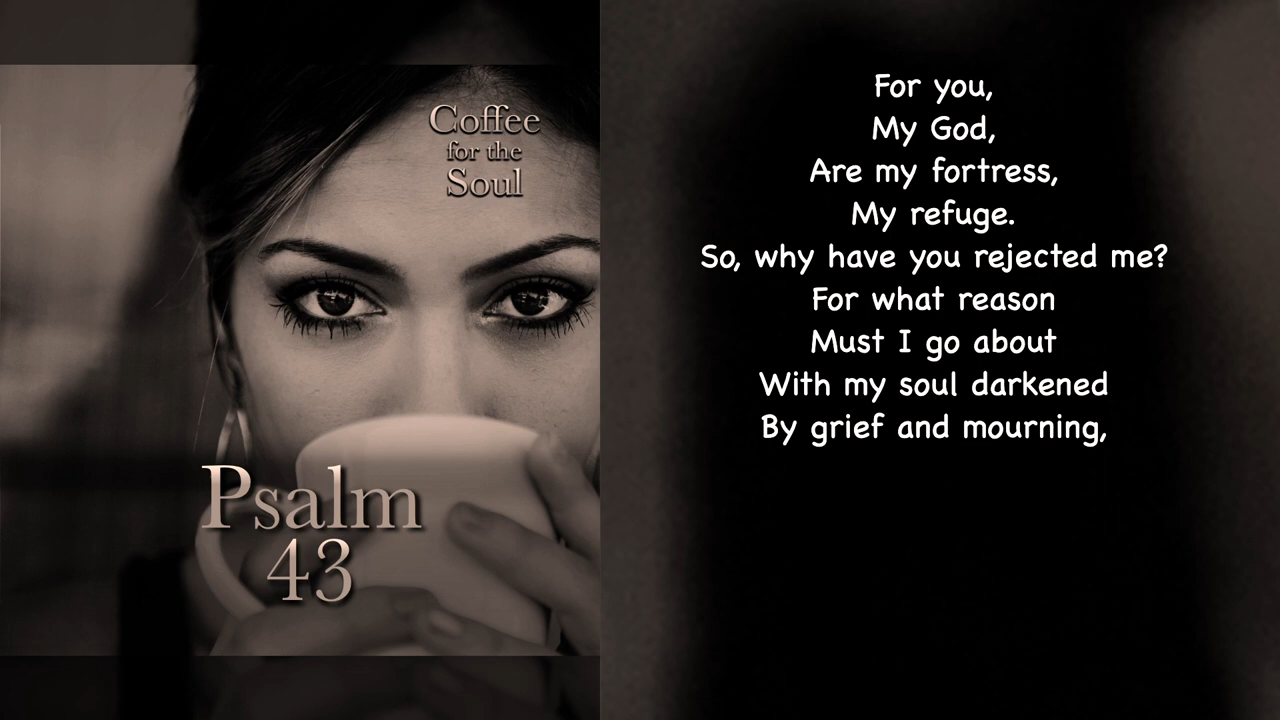 Coffee
for the
Soul
Psalm
43
For you,
My God,
Are my fortress,
My refuge.
So, why have you rejected me?
For what reason
Must I go about
With my soul darkened
By grief and mourning,